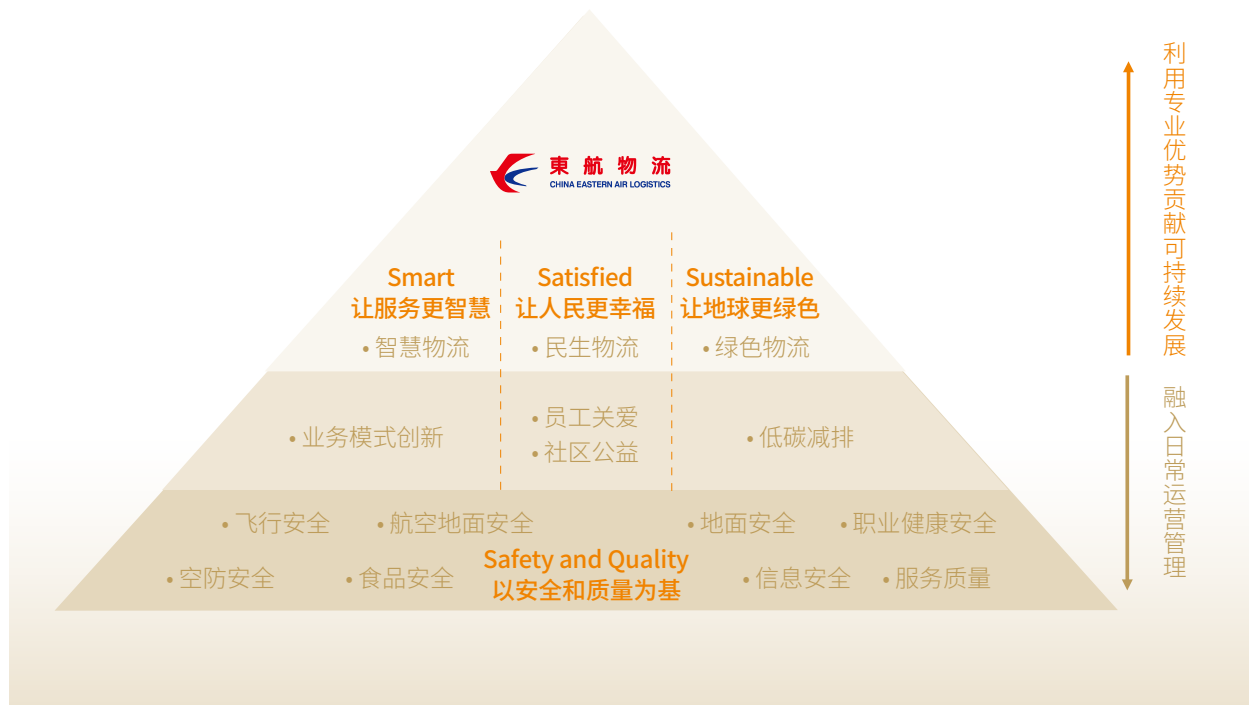 東航物流
CHINA EASTERN AIR LOGISTICS
Smart
让服务更智慧
• 智慧物流
Satisfied
让人民更幸福
• 民生物流
Sustainable
让地球更绿色
• 绿色物流
• 业务模式创新
• 员工关爱
• 社区公益
• 低碳减排
• 飞行安全
• 航空地面安全
• 地面安全
• 职业健康安全
• 空防安全
• 食品安全
Safety and Quality
以安全和质量为基
• 信息安全
• 服务质量
利用专业优势贡献可持续发展
融入日常运营管理